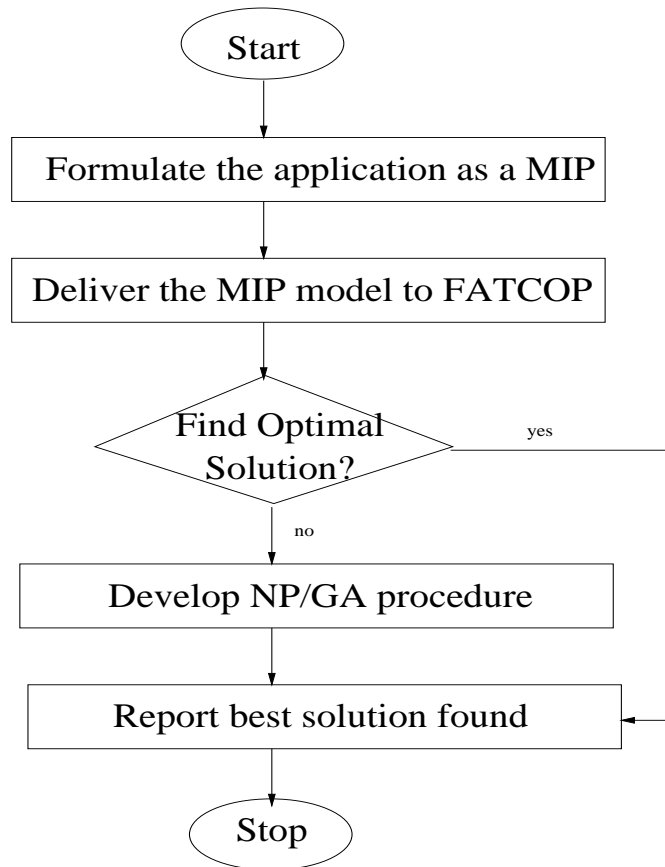 Start
Formulate the application as a MIP
Deliver the MIP model to FATCOP
Find Optimal
Solution?
yes
no
Develop NP/GA procedure
Report best solution found
Stop